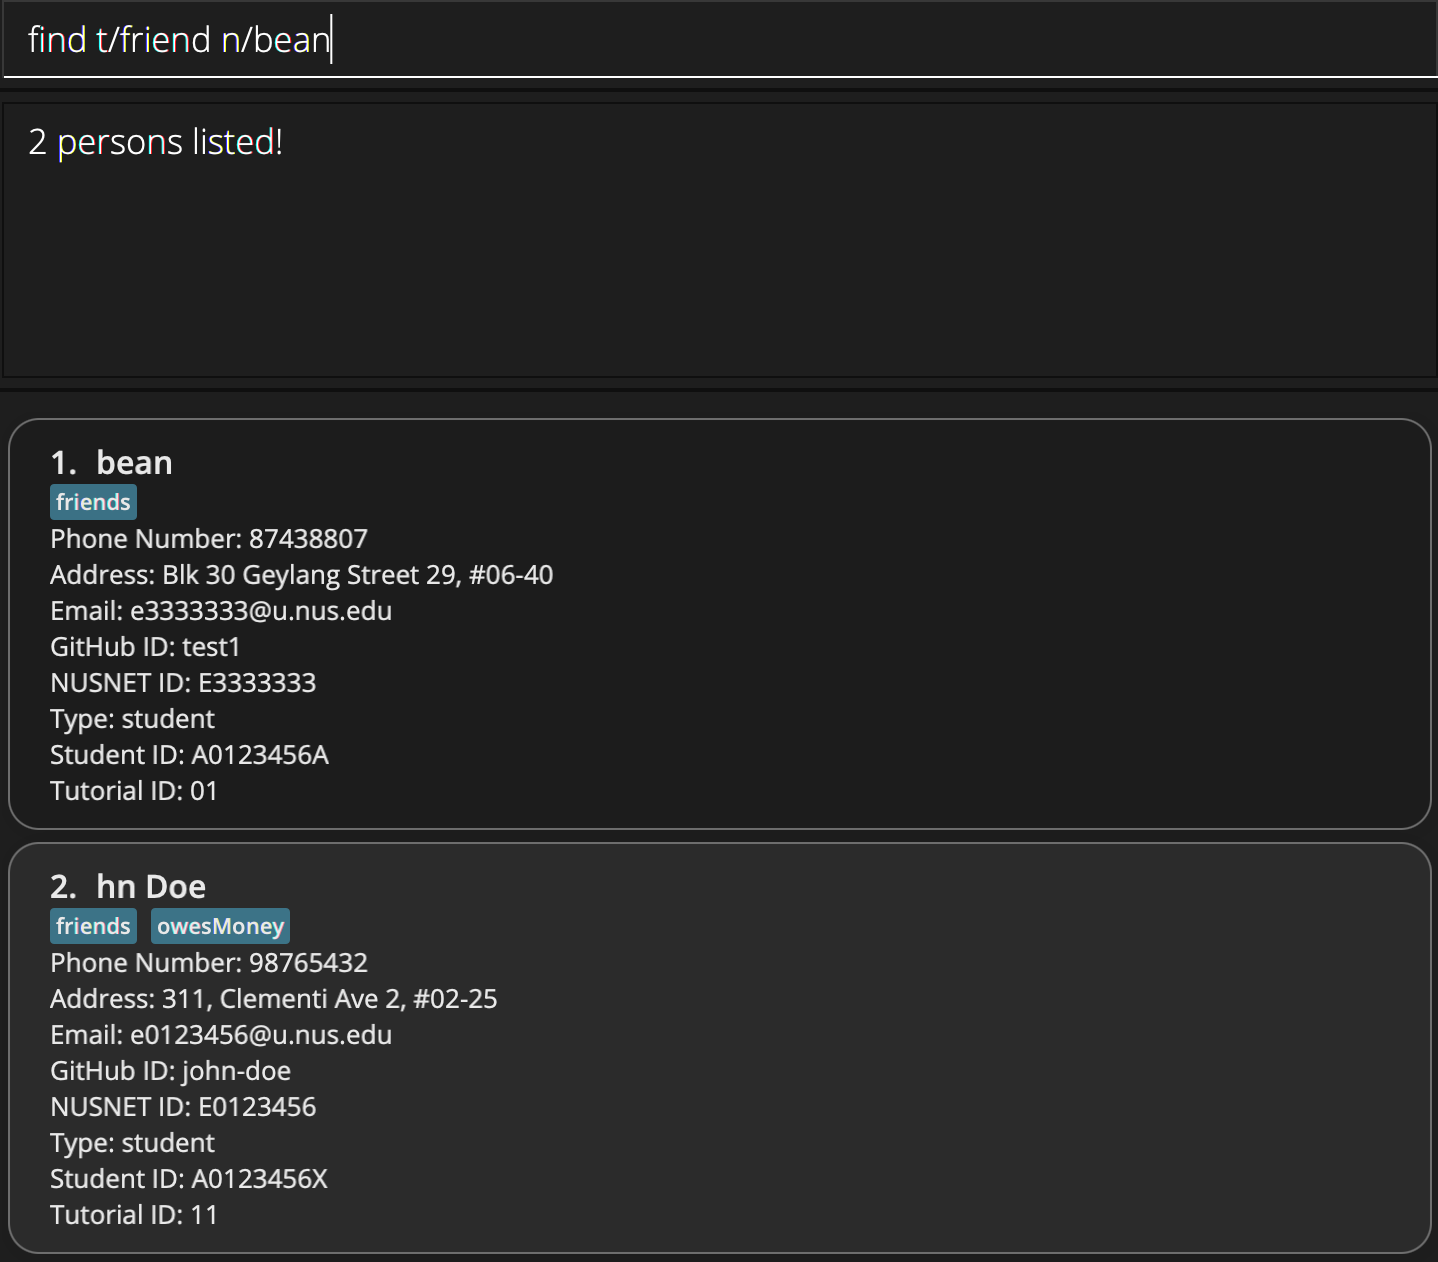 find t/friend n/bean
2 persons listed!
1. bean
friends
Phone Number: 87438807
Address: Blk 30 Geylang Street 29, #06-40
Email: e3333333@u.nus.edu
GitHub ID: test1
NUSNET ID: E3333333
Type: student
Student ID: A0123456A
Tutorial ID: 01
2. hn Doe
friends owesMoney
Phone Number: 98765432
Address: 311, Clementi Ave 2, #02-25
Email: e0123456@u.nus.edu
GitHub ID: john-doe
NUSNET ID: E0123456
Type: student
Student ID: A0123456X
Tutorial ID: 11